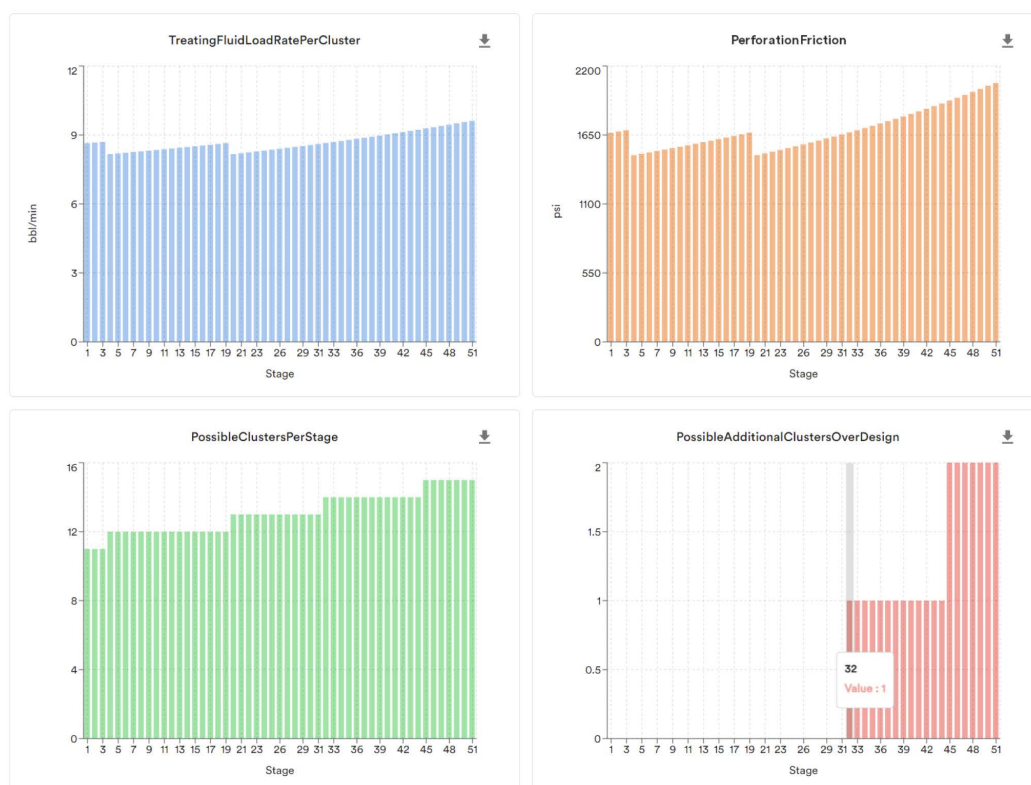 TreatingFluidLoadRatePerCluster
12
9
6
3
0
bbl/min
1 3 5 7 9 11 13 15 17 19 21 23 26 29 31 33 36 39 42 45 48 51
Stage
PerforationFriction
2200
1650
1100
550
0
psi
1 3 5 7 9 11 13 15 17 19 21 23 26 29 31 33 36 39 42 45 48 51
Stage
PossibleClustersPerStage
16
12
8
4
0
1 3 5 7 9 11 13 15 17 19 21 23 26 29 31 33 36 39 42 45 48 51
Stage
PossibleAdditionalClustersOverDesign
2
1.5
1
0.5
0
32
Value : 1
1 3 5 7 9 11 13 15 17 19 21 23 26 29 31 33 36 39 42 45 48 51
Stage